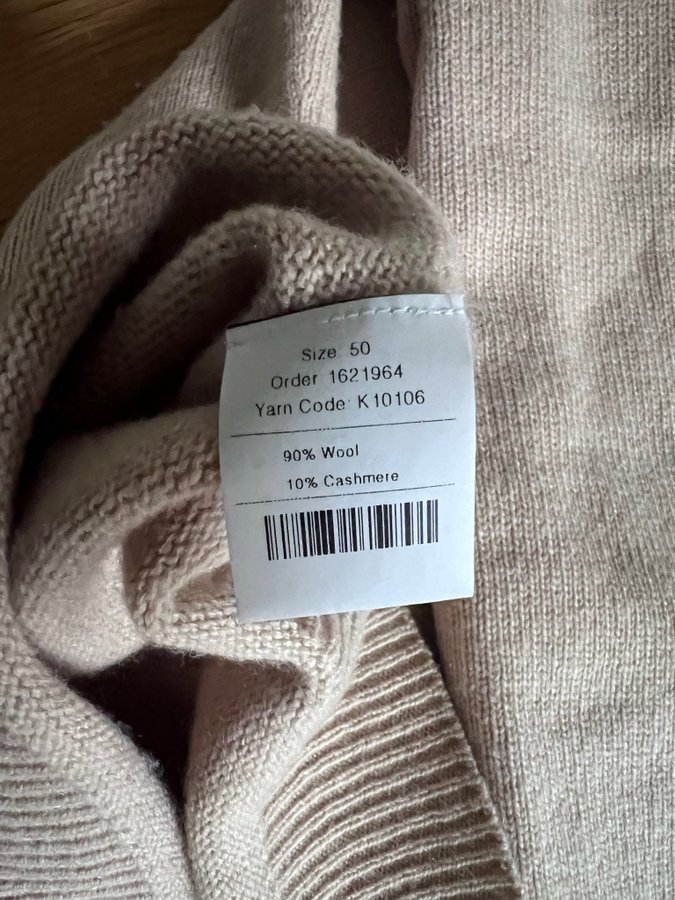 Size: 50
Order 1621964
Yarn Code: K10106
90% Wool
10% Cashmere